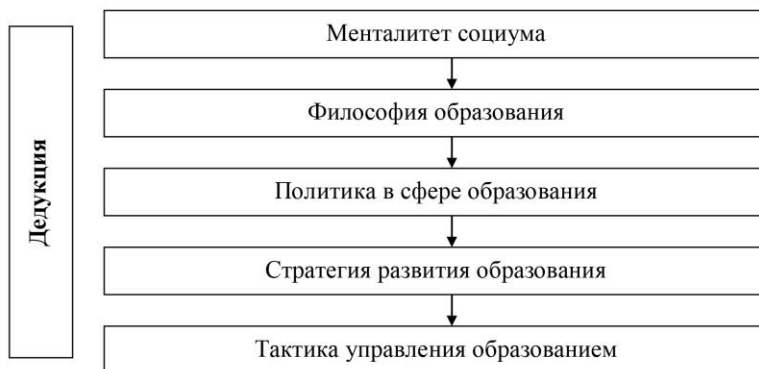 Дедукция
Менталитет социума
Философия образования
Политика в сфере образования
Стратегия развития образования
Тактика управления образованием